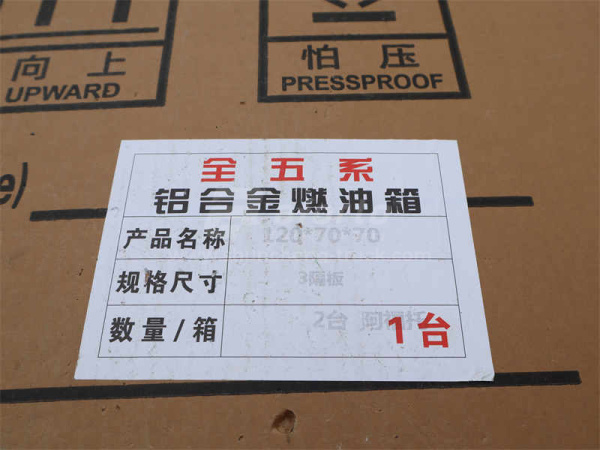 向上
UPWARD
怕压
PRESSPROOF
e)
全五系
铝合金燃油箱
产品名称 120*70*70
规格尺寸 3隔板
数量/箱 2台 1台